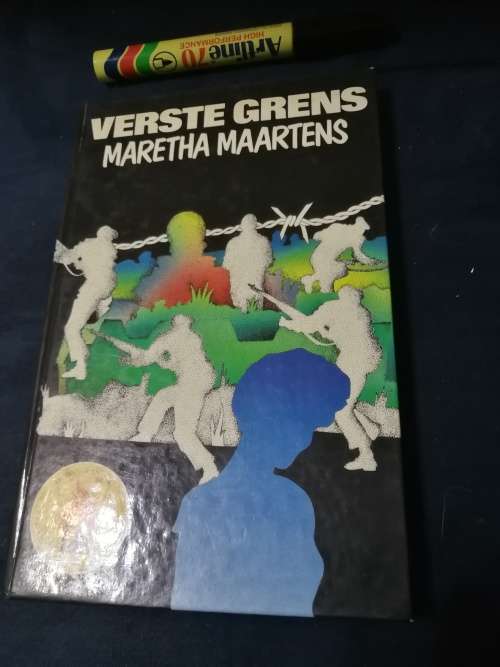 Artline 70
HIGH PERFORMANCE
VERSTE GRENS
MARETHA MAARTENS